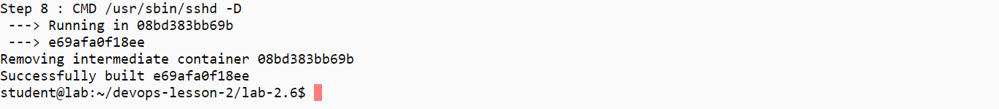 Step 8 : CMD /usr/sbin/sshd -D
 ---> Running in 08bd383bb69b
 ---> e69afa0f18ee
Removing intermediate container 08bd383bb69b
Successfully built e69afa0f18ee
student@lab:~/devops-lesson-2/lab-2.6$